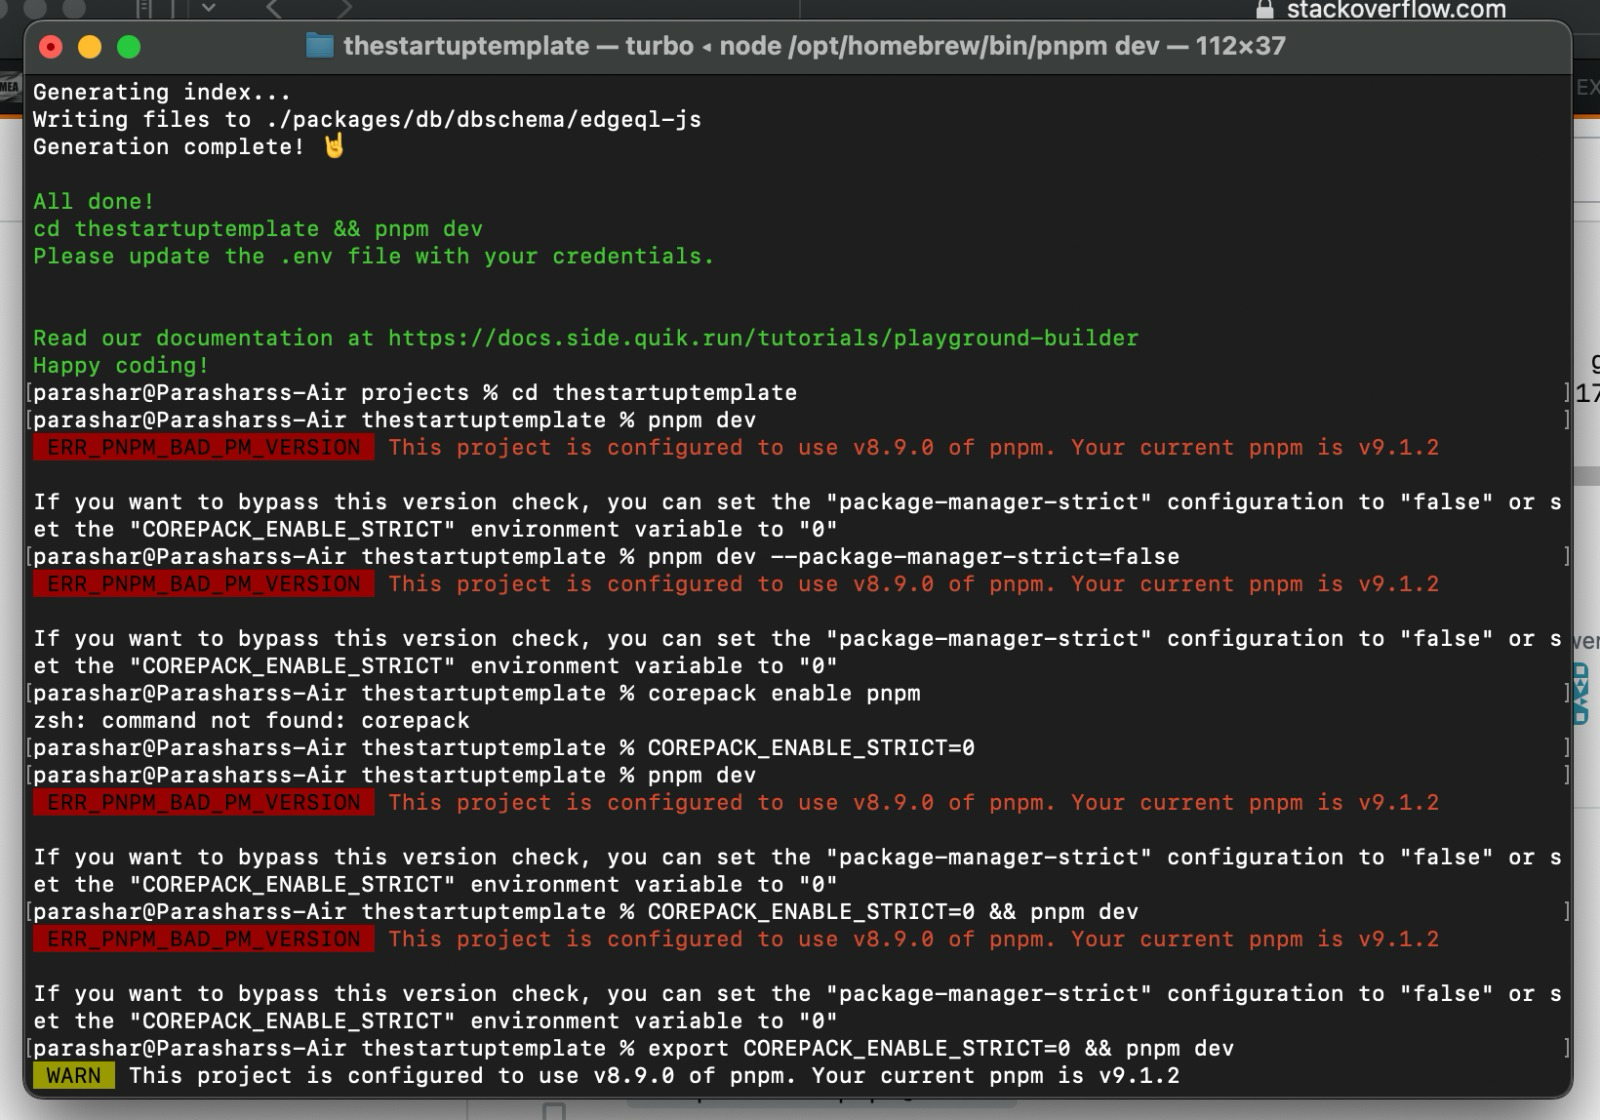 stackoverflow.com
thestartuptemplate — turbo ◂ node /opt/homebrew/bin/pnpm dev — 112×37
Generating index...
Writing files to ./packages/db/dbschema/edgeql-js
Generation complete! 🤘
All done!
cd thestartuptemplate && pnpm dev
Please update the .env file with your credentials.
Read our documentation at https://docs.side.quik.run/tutorials/playground-builder
Happy coding!
[parashar@Parasharss-Air projects % cd thestartuptemplate ]
[parashar@Parasharss-Air thestartuptemplate % pnpm dev ]
ERR_PNPM_BAD_PM_VERSION This project is configured to use v8.9.0 of pnpm. Your current pnpm is v9.1.2
If you want to bypass this version check, you can set the "package-manager-strict" configuration to "false" or s
et the "COREPACK_ENABLE_STRICT" environment variable to "0"
[parashar@Parasharss-Air thestartuptemplate % pnpm dev --package-manager-strict=false ]
ERR_PNPM_BAD_PM_VERSION This project is configured to use v8.9.0 of pnpm. Your current pnpm is v9.1.2
If you want to bypass this version check, you can set the "package-manager-strict" configuration to "false" or s
et the "COREPACK_ENABLE_STRICT" environment variable to "0"
[parashar@Parasharss-Air thestartuptemplate % corepack enable pnpm ]
zsh: command not found: corepack
[parashar@Parasharss-Air thestartuptemplate % COREPACK_ENABLE_STRICT=0 ]
[parashar@Parasharss-Air thestartuptemplate % pnpm dev ]
ERR_PNPM_BAD_PM_VERSION This project is configured to use v8.9.0 of pnpm. Your current pnpm is v9.1.2
If you want to bypass this version check, you can set the "package-manager-strict" configuration to "false" or s
et the "COREPACK_ENABLE_STRICT" environment variable to "0"
[parashar@Parasharss-Air thestartuptemplate % COREPACK_ENABLE_STRICT=0 && pnpm dev ]
ERR_PNPM_BAD_PM_VERSION This project is configured to use v8.9.0 of pnpm. Your current pnpm is v9.1.2
If you want to bypass this version check, you can set the "package-manager-strict" configuration to "false" or s
et the "COREPACK_ENABLE_STRICT" environment variable to "0"
[parashar@Parasharss-Air thestartuptemplate % export COREPACK_ENABLE_STRICT=0 && pnpm dev ]
WARN This project is configured to use v8.9.0 of pnpm. Your current pnpm is v9.1.2